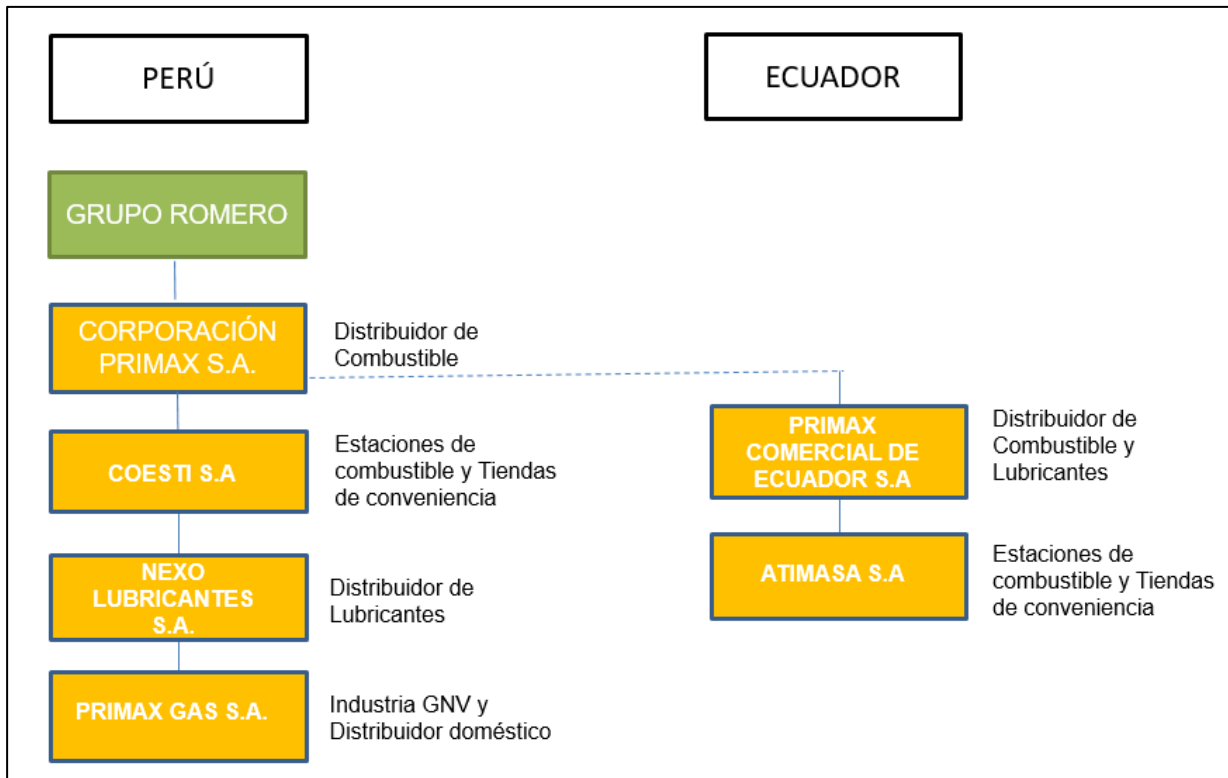 PERÚ
ECUADOR
GRUPO ROMERO
CORPORACIÓN
PRIMAX S.A.
Distribuidor de
Combustible
COESTI S.A
Estaciones de
combustible y Tiendas
de conveniencia
PRIMAX
COMERCIAL DE
ECUADOR S.A
Distribuidor de
Combustible y
Lubricantes
NEXO
LUBRICANTES
S.A.
Distribuidor de
Lubricantes
ATIMASA S.A
Estaciones de
combustible y Tiendas
de conveniencia
PRIMAX GAS S.A.
Industria GNV y
Distribuidor doméstico